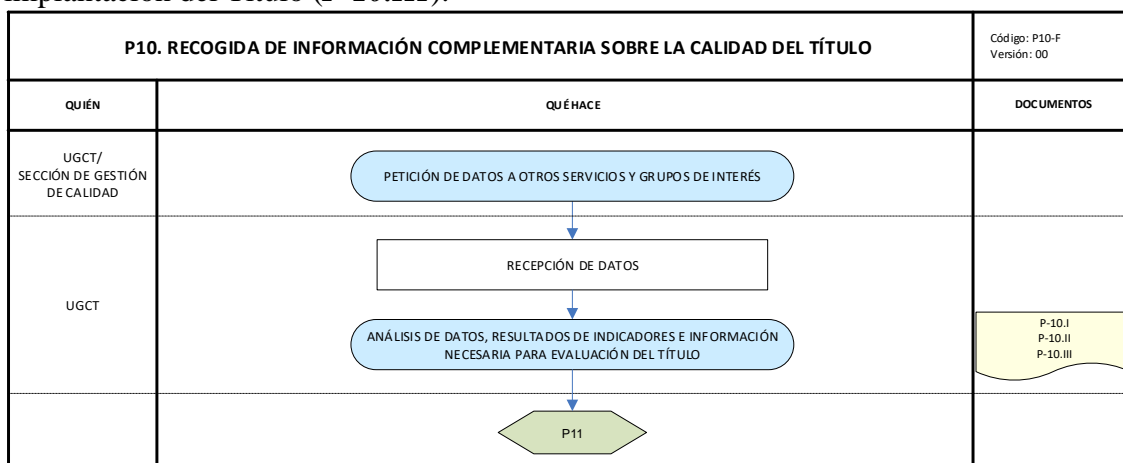 P10. RECOGIDA DE INFORMACIÓN COMPLEMENTARIA SOBRE LA CALIDAD DEL TÍTULO
Código: P10-F
Versión: 00
QUIÉN
QUÉ HACE
DOCUMENTOS
UGCT/
SECCIÓN DE GESTIÓN
DE CALIDAD
PETICIÓN DE DATOS A OTROS SERVICIOS Y GRUPOS DE INTERÉS
UGCT
RECEPCIÓN DE DATOS
ANÁLISIS DE DATOS, RESULTADOS DE INDICADORES E INFORMACIÓN
NECESARIA PARA EVALUACIÓN DEL TÍTULO
P-10.I
P-10.II
P-10.III
P11